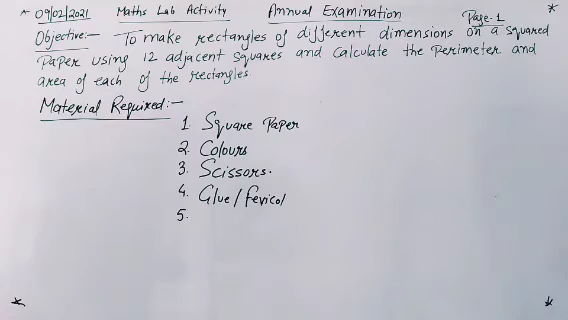 * 09/02/2021 Maths Lab Activity Annual Examination Page-1 *
Objective:- To make rectangles of different dimensions on a squared
Paper using 12 adjacent squares and calculate the Perimeter and
area of each of the rectangles.
Material Required:-
1. Square Paper
2. Colours
3. Scissors.
4. Glue/Fevicol
5.